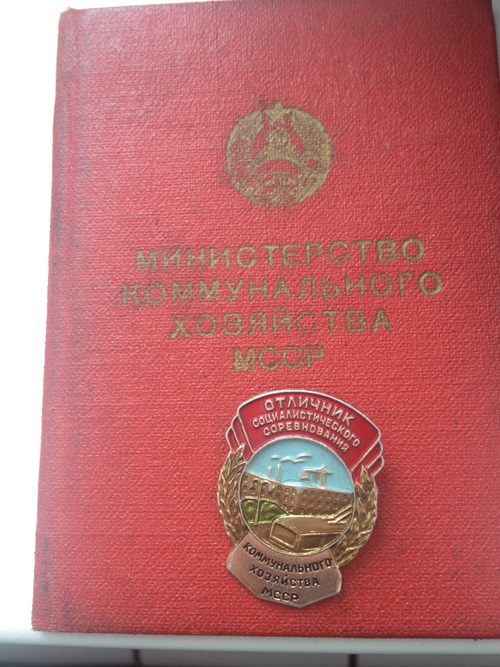 МИНИСТЕРСТВО
КОММУНАЛЬНОГО
ХОЗЯЙСТВА
МССР
ОТЛИЧНИК
СОЦИАЛИСТИЧЕСКОГО
СОРЕВНОВАНИЯ
КОММУНАЛЬНОГО
ХОЗЯЙСТВА
МССР